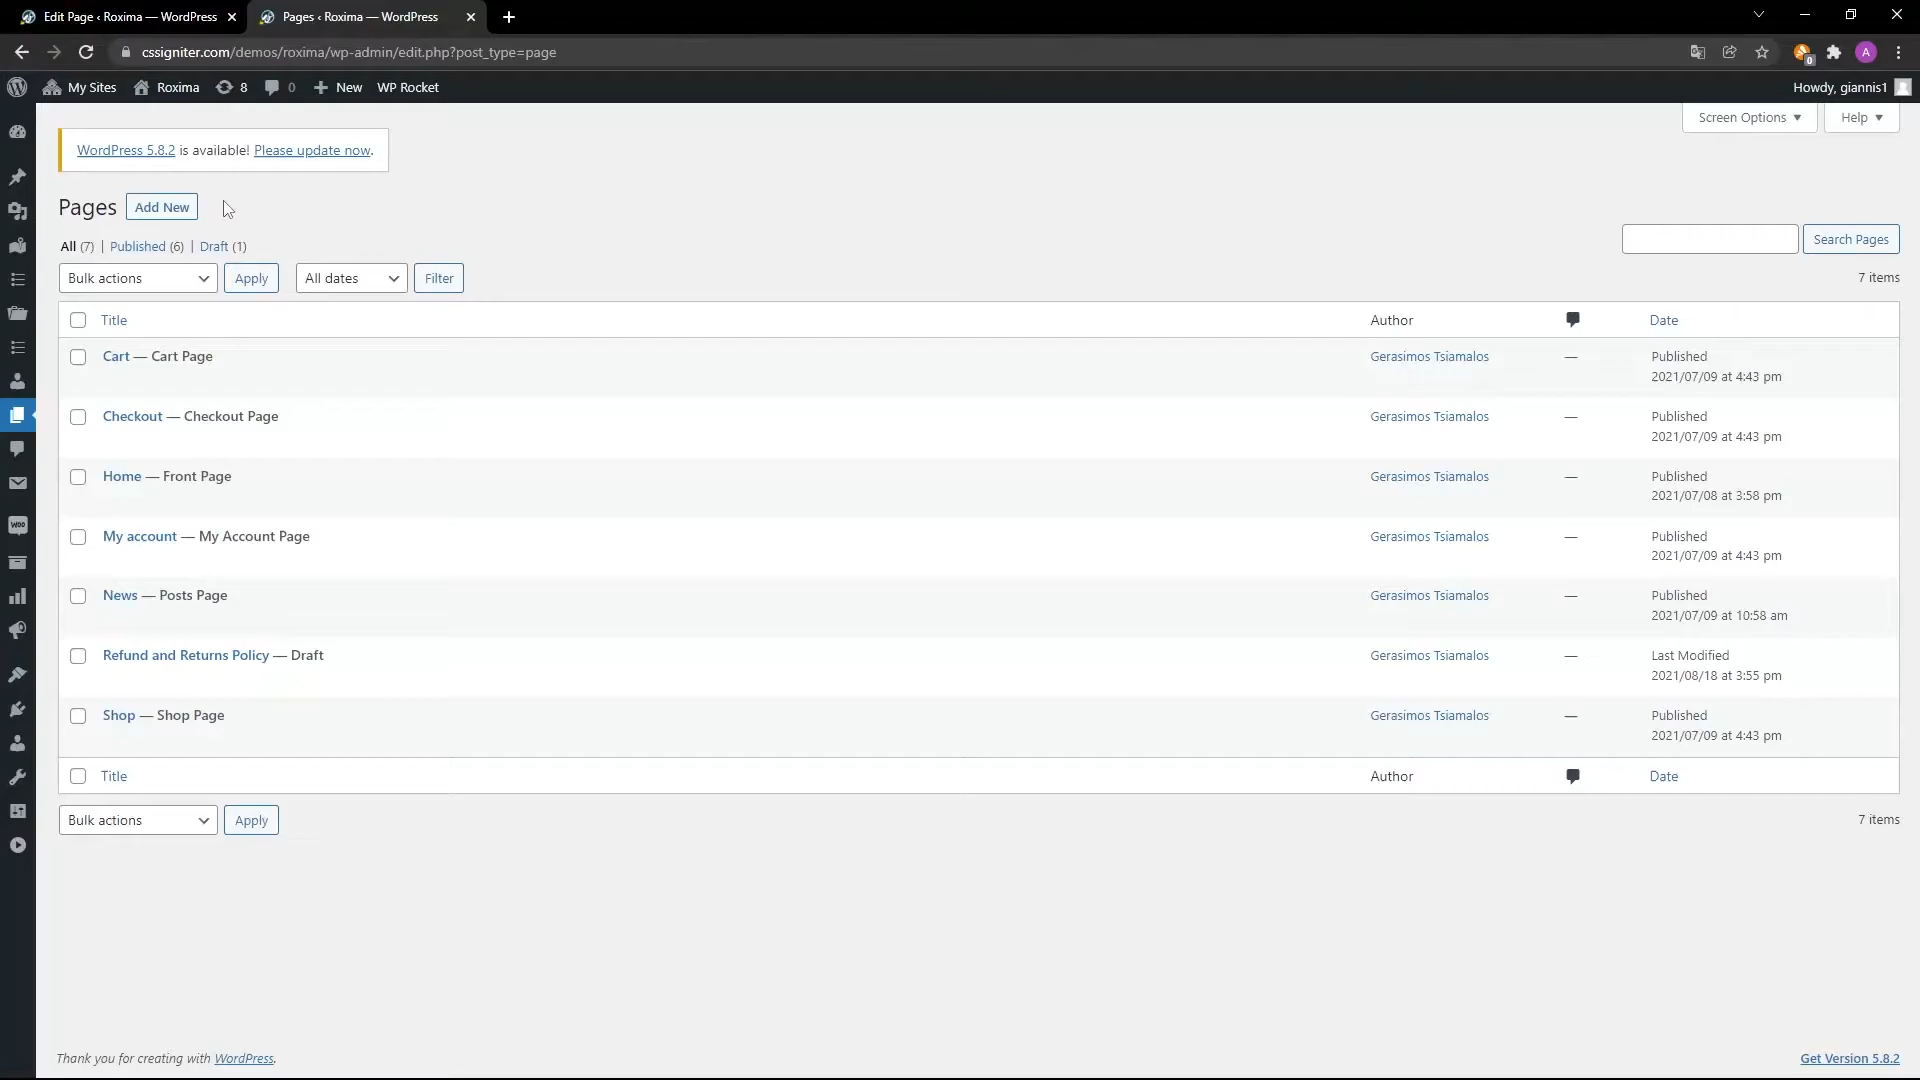 Edit Page ‹ Roxima — WordPress
Pages ‹ Roxima — WordPress
cssigniter.com/demos/roxima/wp-admin/edit.php?post_type=page
0
A
My Sites
Roxima
8
0
New
WP Rocket
Howdy, giannis1
Screen Options
Help
WordPress 5.8.2 is available! Please update now.
Pages
Add New
All (7) | Published (6) | Draft (1)
Search Pages
Bulk actions
Apply
All dates
Filter
7 items
Title
Author
Date
Cart — Cart Page
Gerasimos Tsiamalos
—
Published
2021/07/09 at 4:43 pm
Checkout — Checkout Page
Gerasimos Tsiamalos
—
Published
2021/07/09 at 4:43 pm
Home — Front Page
Gerasimos Tsiamalos
—
Published
2021/07/08 at 3:58 pm
My account — My Account Page
Gerasimos Tsiamalos
—
Published
2021/07/09 at 4:43 pm
News — Posts Page
Gerasimos Tsiamalos
—
Published
2021/07/09 at 10:58 am
Refund and Returns Policy — Draft
Gerasimos Tsiamalos
—
Last Modified
2021/08/18 at 3:55 pm
Shop — Shop Page
Gerasimos Tsiamalos
—
Published
2021/07/09 at 4:43 pm
Title
Author
Date
Bulk actions
Apply
7 items
woo
Thank you for creating with WordPress.
Get Version 5.8.2